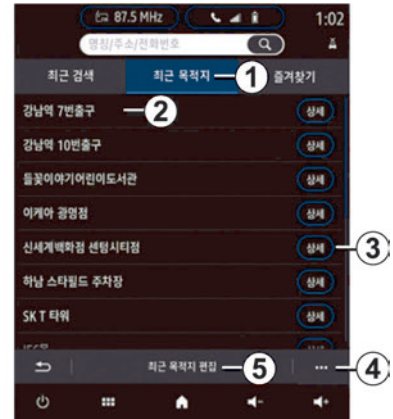 87.5 MHz
1:02
명칭/주소/전화번호
최근 검색 최근 목적지 1 즐겨찾기
강남역 7번출구 2 상세
강남역 10번출구 상세
들꽃이야기어린이도서관 상세
이케아 광명점 상세
신세계백화점 센텀시티점 상세 3
하남 스타필드 주차장 상세
SK T 타워 상세
최근 목적지 편집 5 ... 4